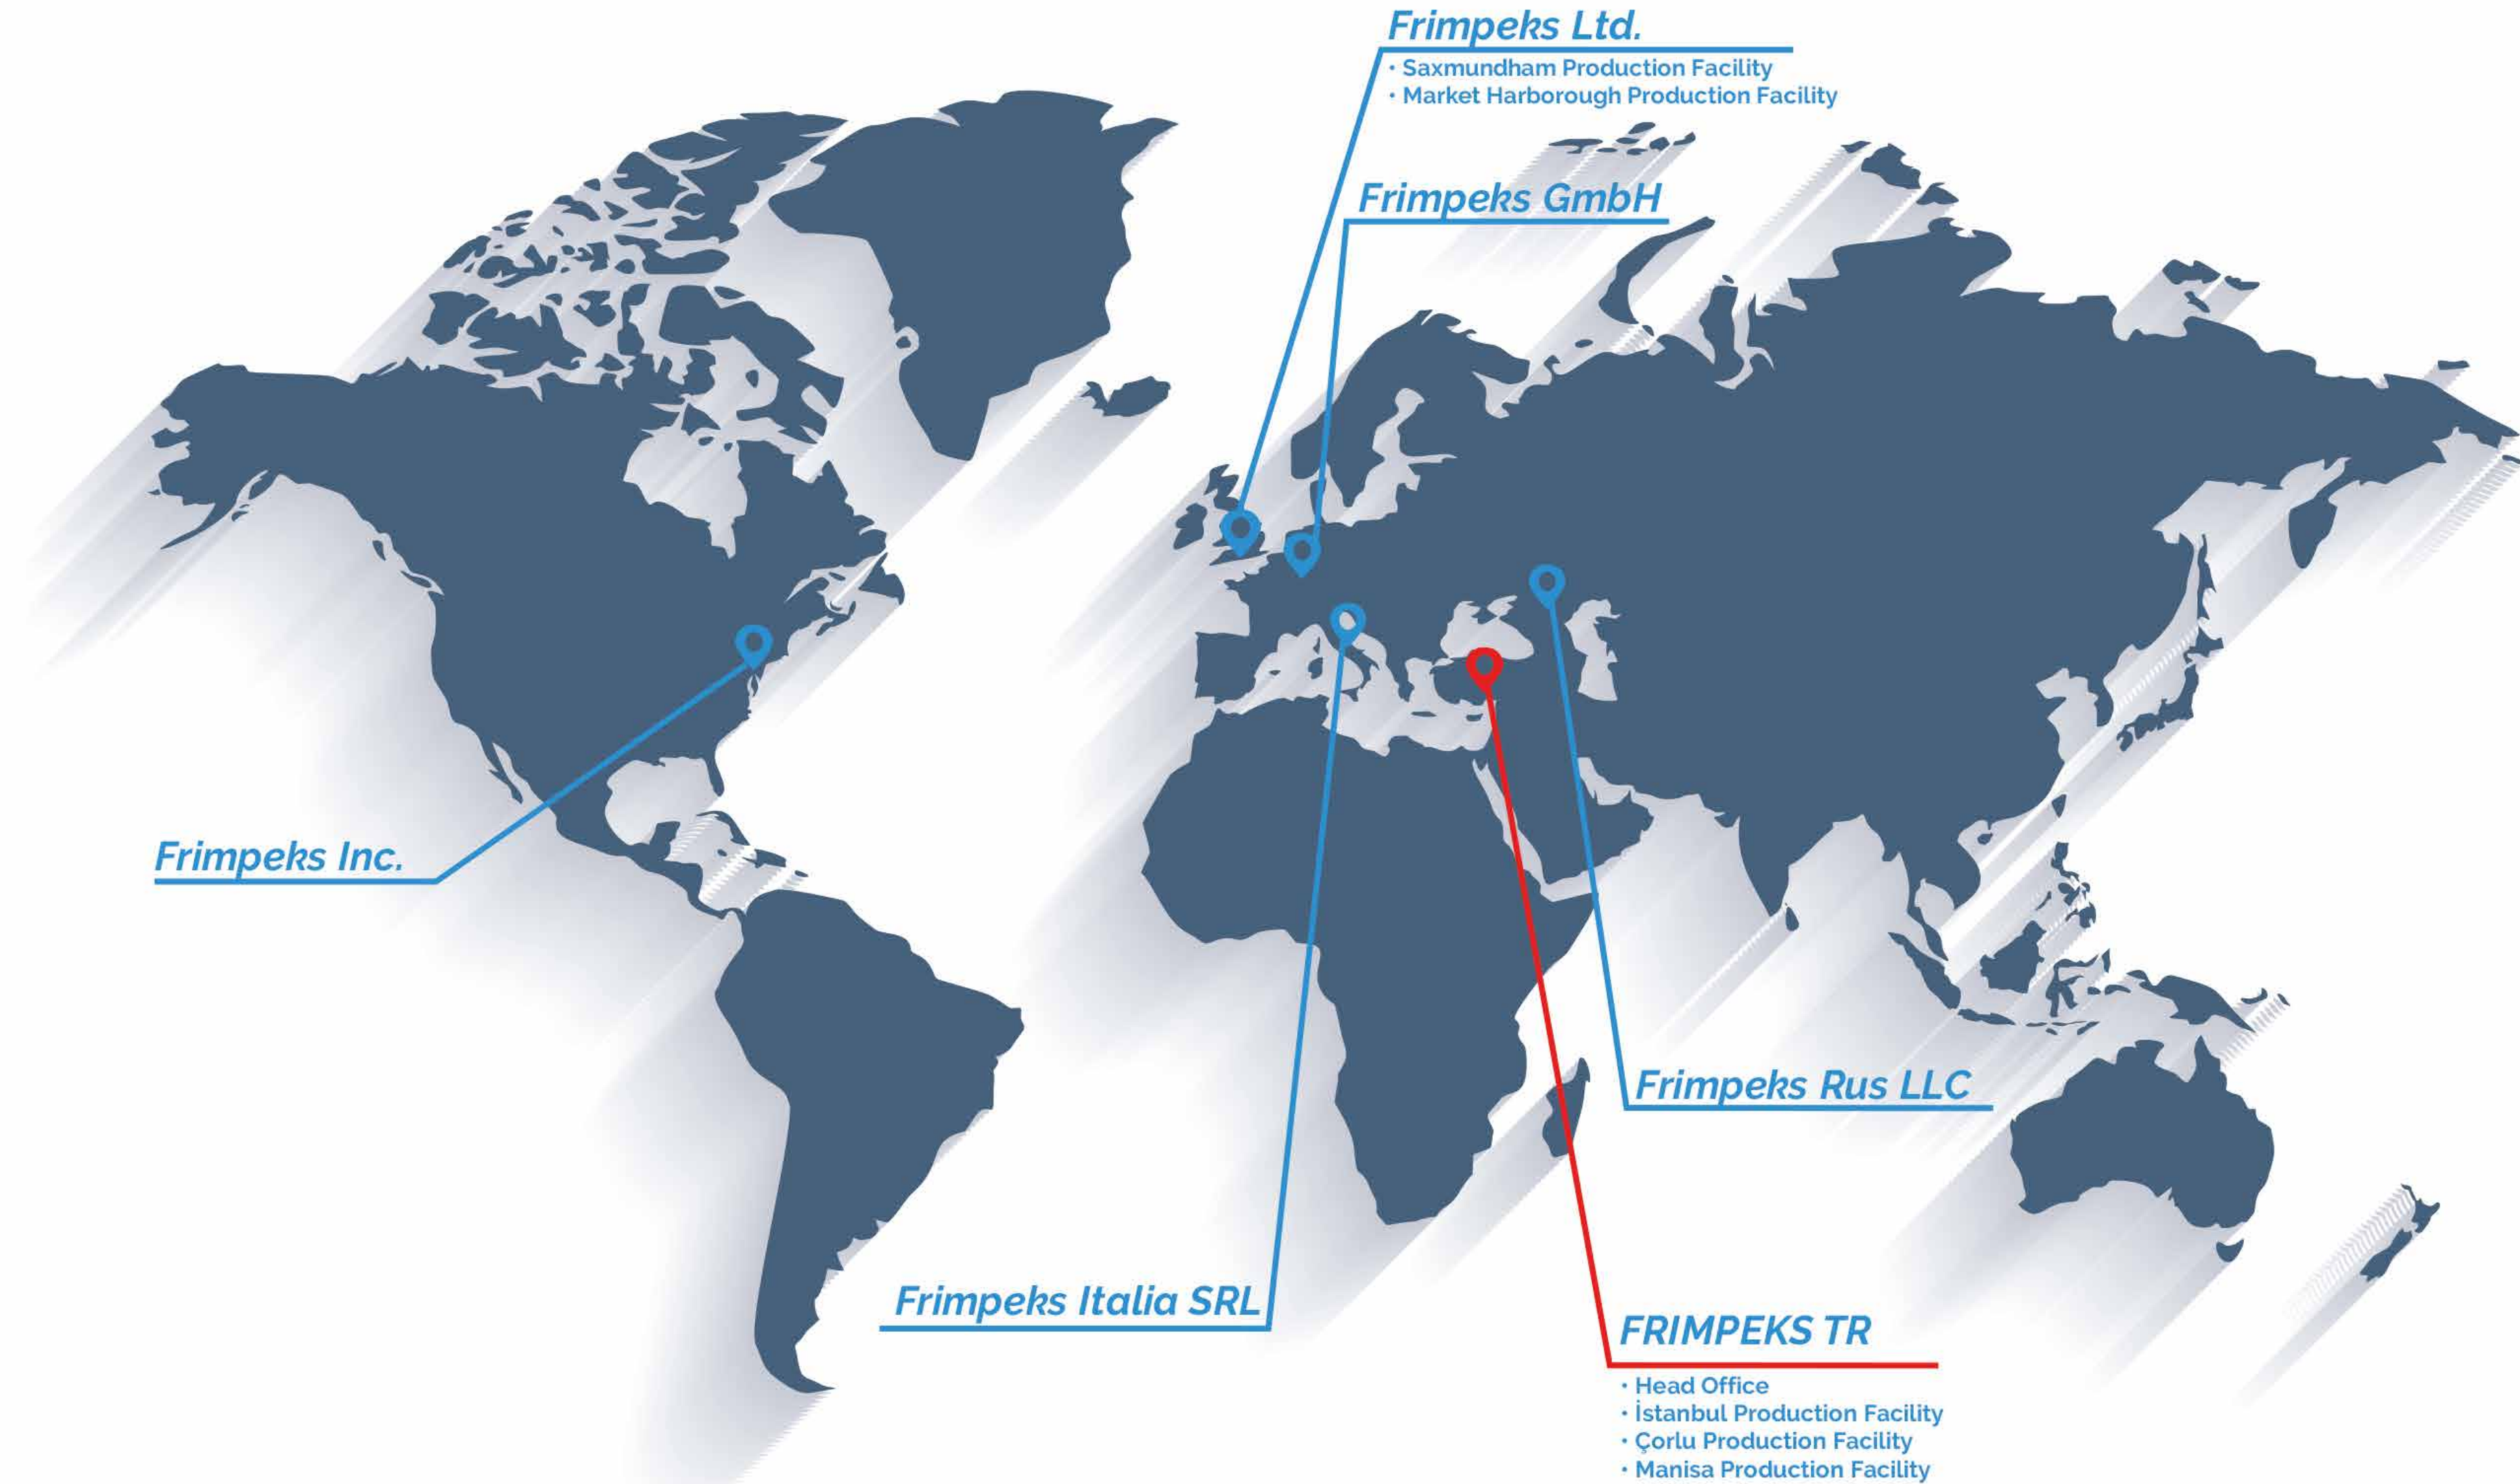 Frimpeks Ltd.
• Saxmundham Production Facility
• Market Harborough Production Facility
Frimpeks GmbH
Frimpeks Inc.
Frimpeks Rus LLC
Frimpeks Italia SRL
FRIMPEKS TR
• Head Office
• İstanbul Production Facility
• Çorlu Production Facility
• Manisa Production Facility